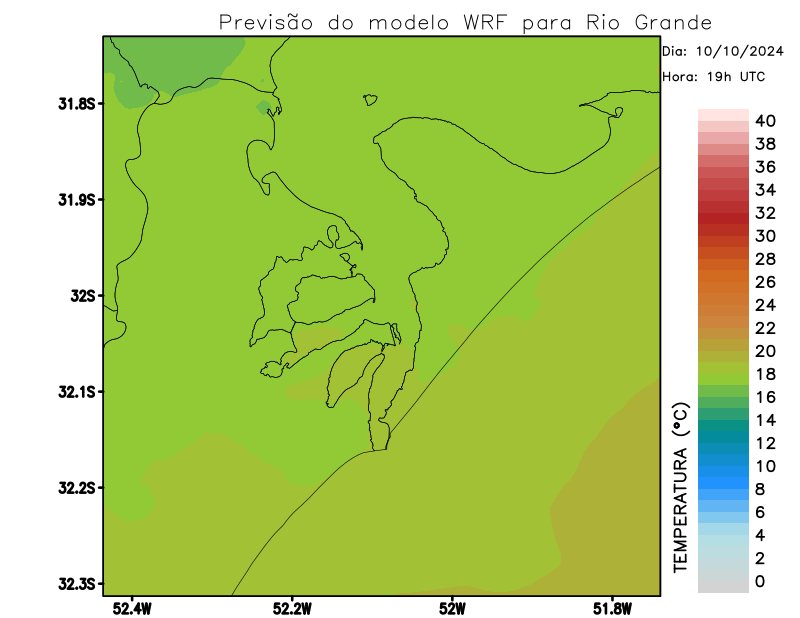 Previsão do modelo WRF para Rio Grande
Dia: 10/10/2024
Hora: 19h UTC
31.8S
31.9S
32S
32.1S
32.2S
32.3S
52.4W
52.2W
52W
51.8W
TEMPERATURA (ºC)
40
38
36
34
32
30
28
26
24
22
20
18
16
14
12
10
8
6
4
2
0